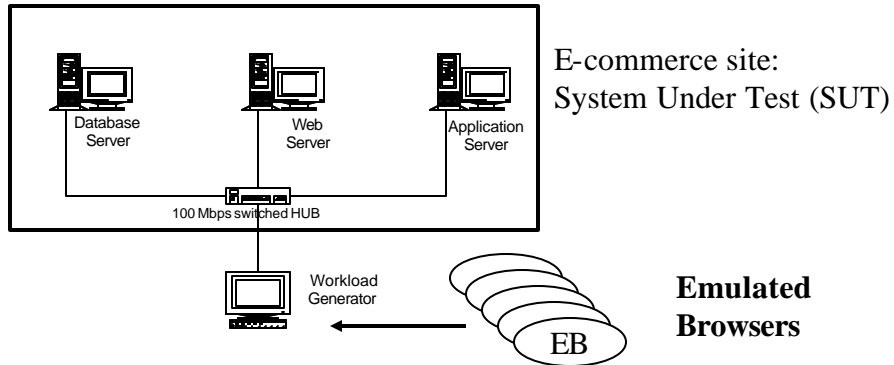 E-commerce site:
System Under Test (SUT)
Database
Server
Web
Server
Application
Server
100 Mbps switched HUB
Workload
Generator
EB
Emulated
Browsers